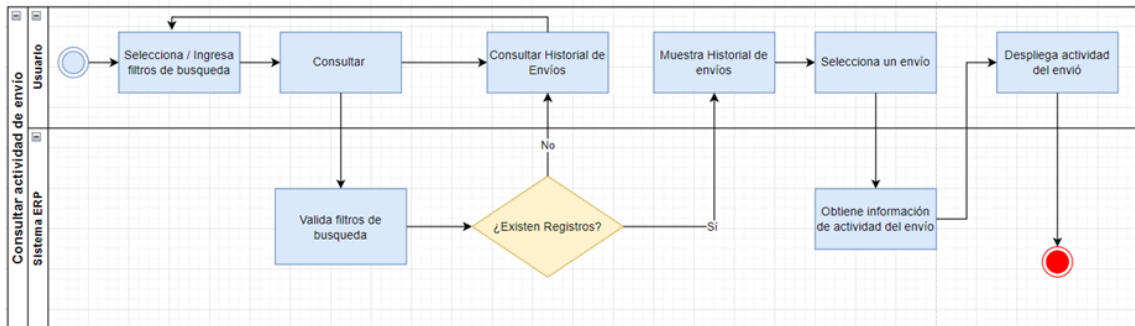 Consultar actividad de envío
Usuario
Selecciona / Ingresa
filtros de busqueda
Consultar
Consultar Historial de
Envíos
Muestra Historial de
envíos
Selecciona un envío
Despliega actividad
del envió
Sistema ERP
Valida filtros de
busqueda
No
¿Existen Registros?
Sí
Obtiene información
de actividad del envío